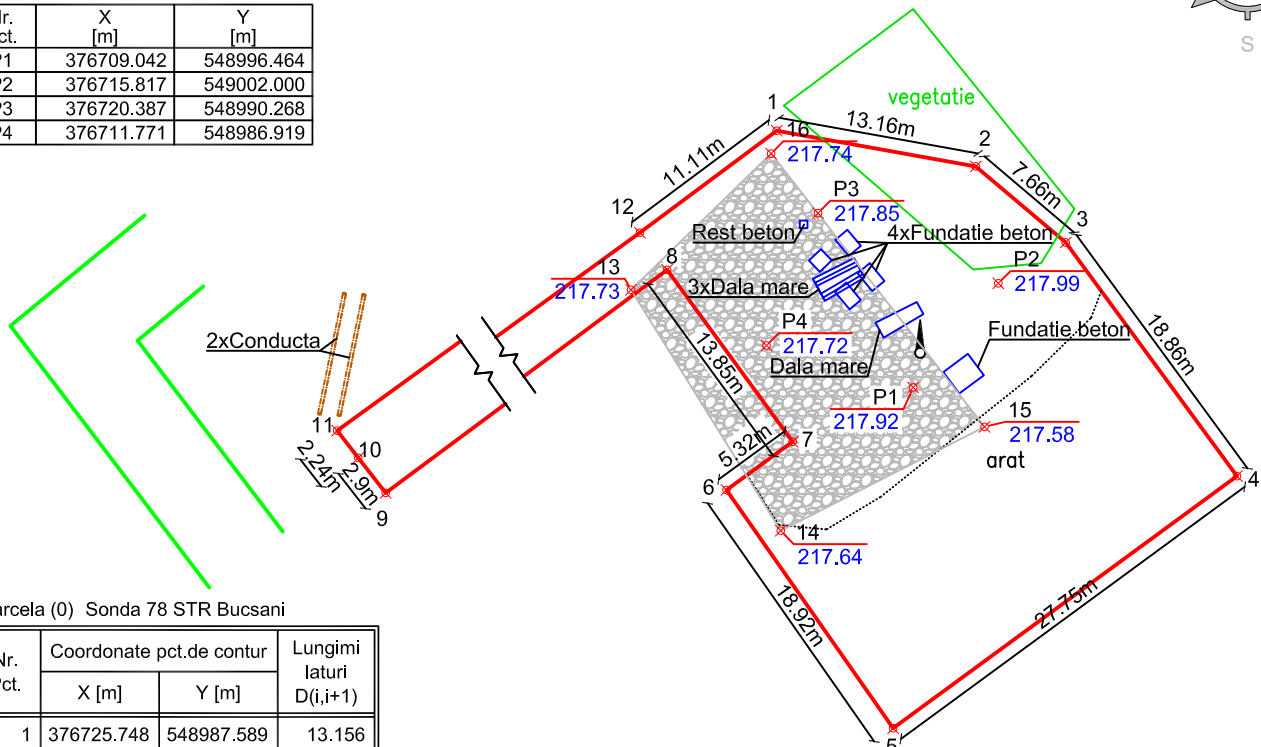 X Y
[m] [m]
376709.042 548996.464
376715.817 549002.000
376720.387 548990.268
376711.771 548986.919
S
vegetatie
1
16
217.74
13.16m
2
7.66m
3
11.11m
12
P3
217.85
Rest beton
4xFundatie beton
P2
217.99
13
217.73
8
3xDala mare
P4
217.72
Fundatie beton
2xConducta
18.86m
13.85m
Dala mare
P1
217.92
15
217.58
arat
11
10
2.24m
2.9m
9
5.32m
7
6
4
14
217.64
18.92m
27.75m
5
(0) Sonda 78 STR Bucsani
Coordonate pct.de contur
Lungimi
laturi
D(i,i+1)
X [m] Y [m]
1 376725.748 548987.589 13.156